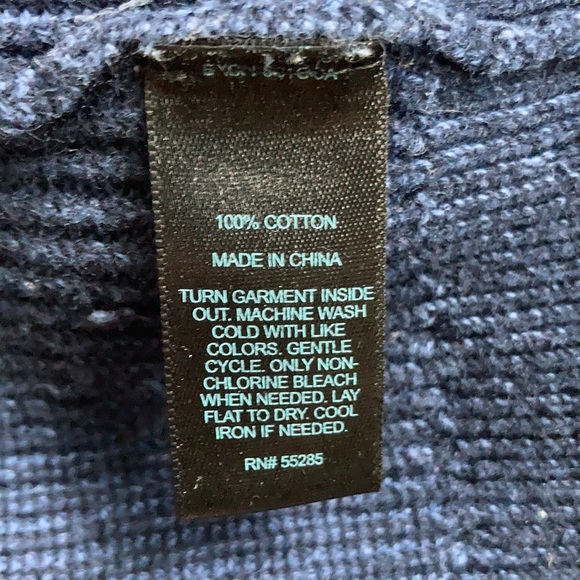 100% COTTON
MADE IN CHINA
TURN GARMENT INSIDE
OUT. MACHINE WASH
COLD WITH LIKE
COLORS. GENTLE
CYCLE. ONLY NON-
CHLORINE BLEACH
WHEN NEEDED. LAY
FLAT TO DRY. COOL
IRON IF NEEDED.
RN# 55285